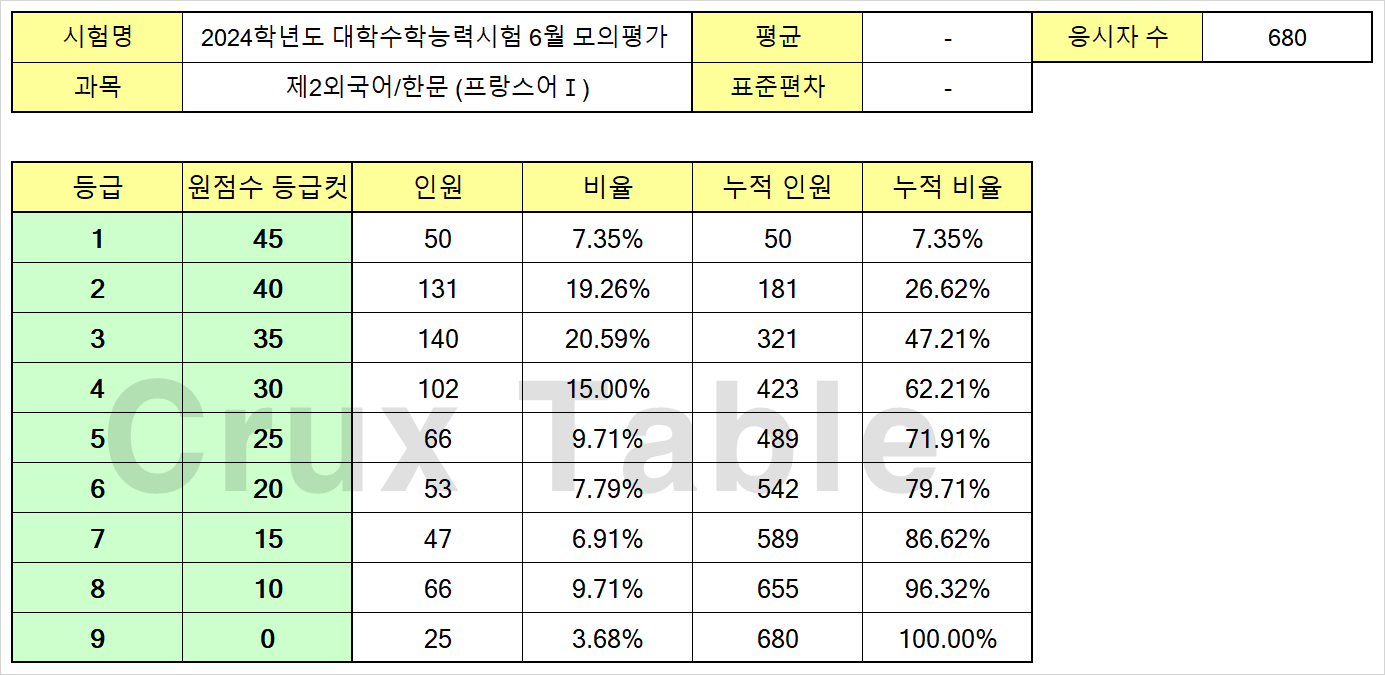 시험명 2024학년도 대학수학능력시험 6월 모의평가 평균 - 응시자 수 680
과목 제2외국어/한문 (프랑스어Ⅰ) 표준편차 -
등급 원점수 등급컷 인원 비율 누적 인원 누적 비율
1 45 50 7.35% 50 7.35%
2 40 131 19.26% 181 26.62%
3 35 140 20.59% 321 47.21%
4 30 102 15.00% 423 62.21%
5 25 66 9.71% 489 71.91%
6 20 53 7.79% 542 79.71%
7 15 47 6.91% 589 86.62%
8 10 66 9.71% 655 96.32%
9 0 25 3.68% 680 100.00%
Crux Table